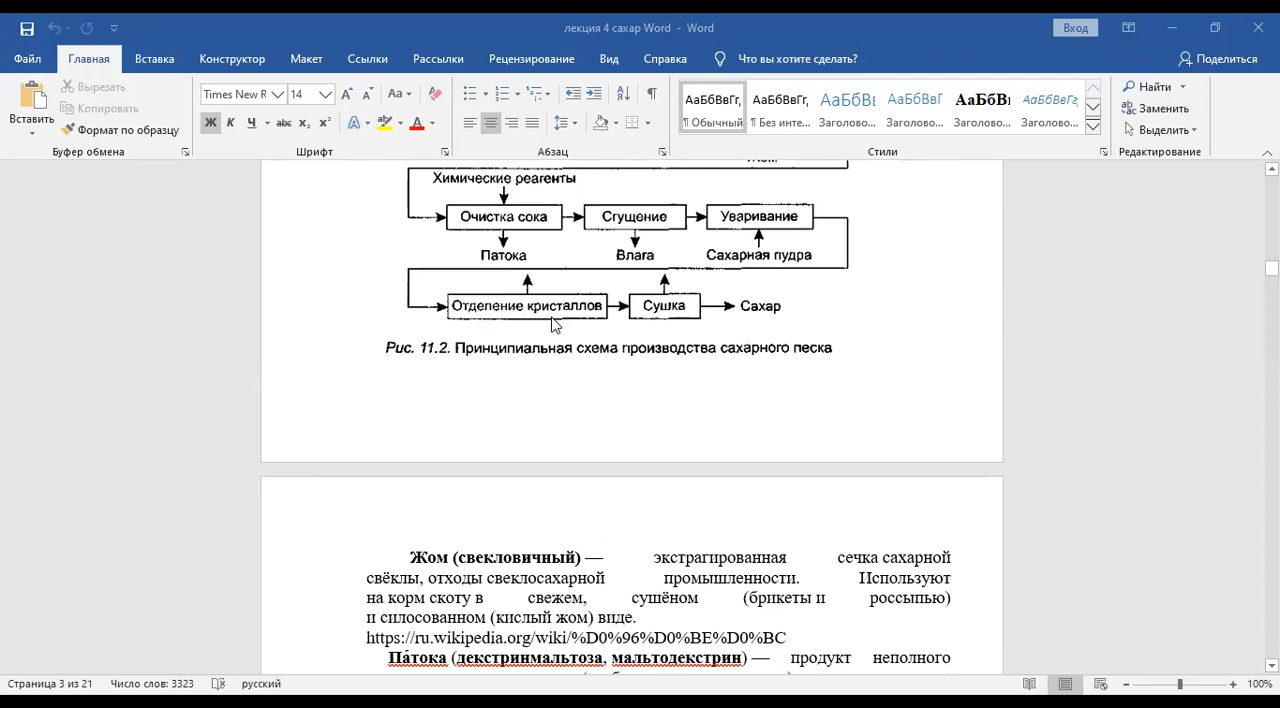 лекция 4 сахар Word - Word
Вход
Файл Главная Вставка Конструктор Макет Ссылки Рассылки Рецензирование Вид Справка Что вы хотите сделать? Поделиться
Вставить
Вырезать
Копировать
Формат по образцу
Буфер обмена
Times New R 14
Aa
Ж К Ч abc x₂ x²
Шрифт
Абзац
АаБбВвГг, АаБбВвГг, АаБбВв АаБбВвГ АаБбВ АаБбВвГг
¶ Обычный ¶ Без инте... Заголово... Заголово... Заголово... Заголово...
Стили
Найти
Заменить
Выделить
Редактирование
Химические реагенты
Очистка сока Сгущение Уваривание
Патока Влага Сахарная пудра
Отделение кристаллов Сушка Сахар
Рис. 11.2. Принципиальная схема производства сахарного песка
Жом (свекловичный) — экстрагированная сечка сахарной
свёклы, отходы свеклосахарной промышленности. Используют
на корм скоту в свежем, сушёном (брикеты и россыпью)
и силосованном (кислый жом) виде.
https://ru.wikipedia.org/wiki/%D0%96%D0%BE%D0%BC
Па́тока (декстринмальтоза, мальтодекстрин) — продукт неполного
Страница 3 из 21 Число слов: 3323 русский 100%